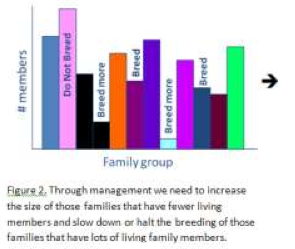 # members
Do Not Breed
Breed more
Breed
Breed more
Breed
Family group
Figure 2. Through management we need to increase
the size of those families that have fewer living
members and slow down or halt the breeding of those
families that have lots of living family members.